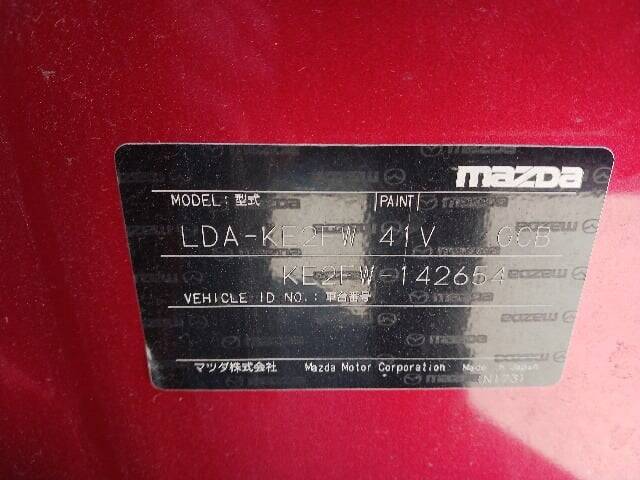 mazda
MODEL: 型式 PAINT
LDA-KE2FW 41V
KE2FW-142654
VEHICLE ID NO.: 車台番号
マツダ株式会社 Mazda Motor Corporation Made in Japan
(N173)